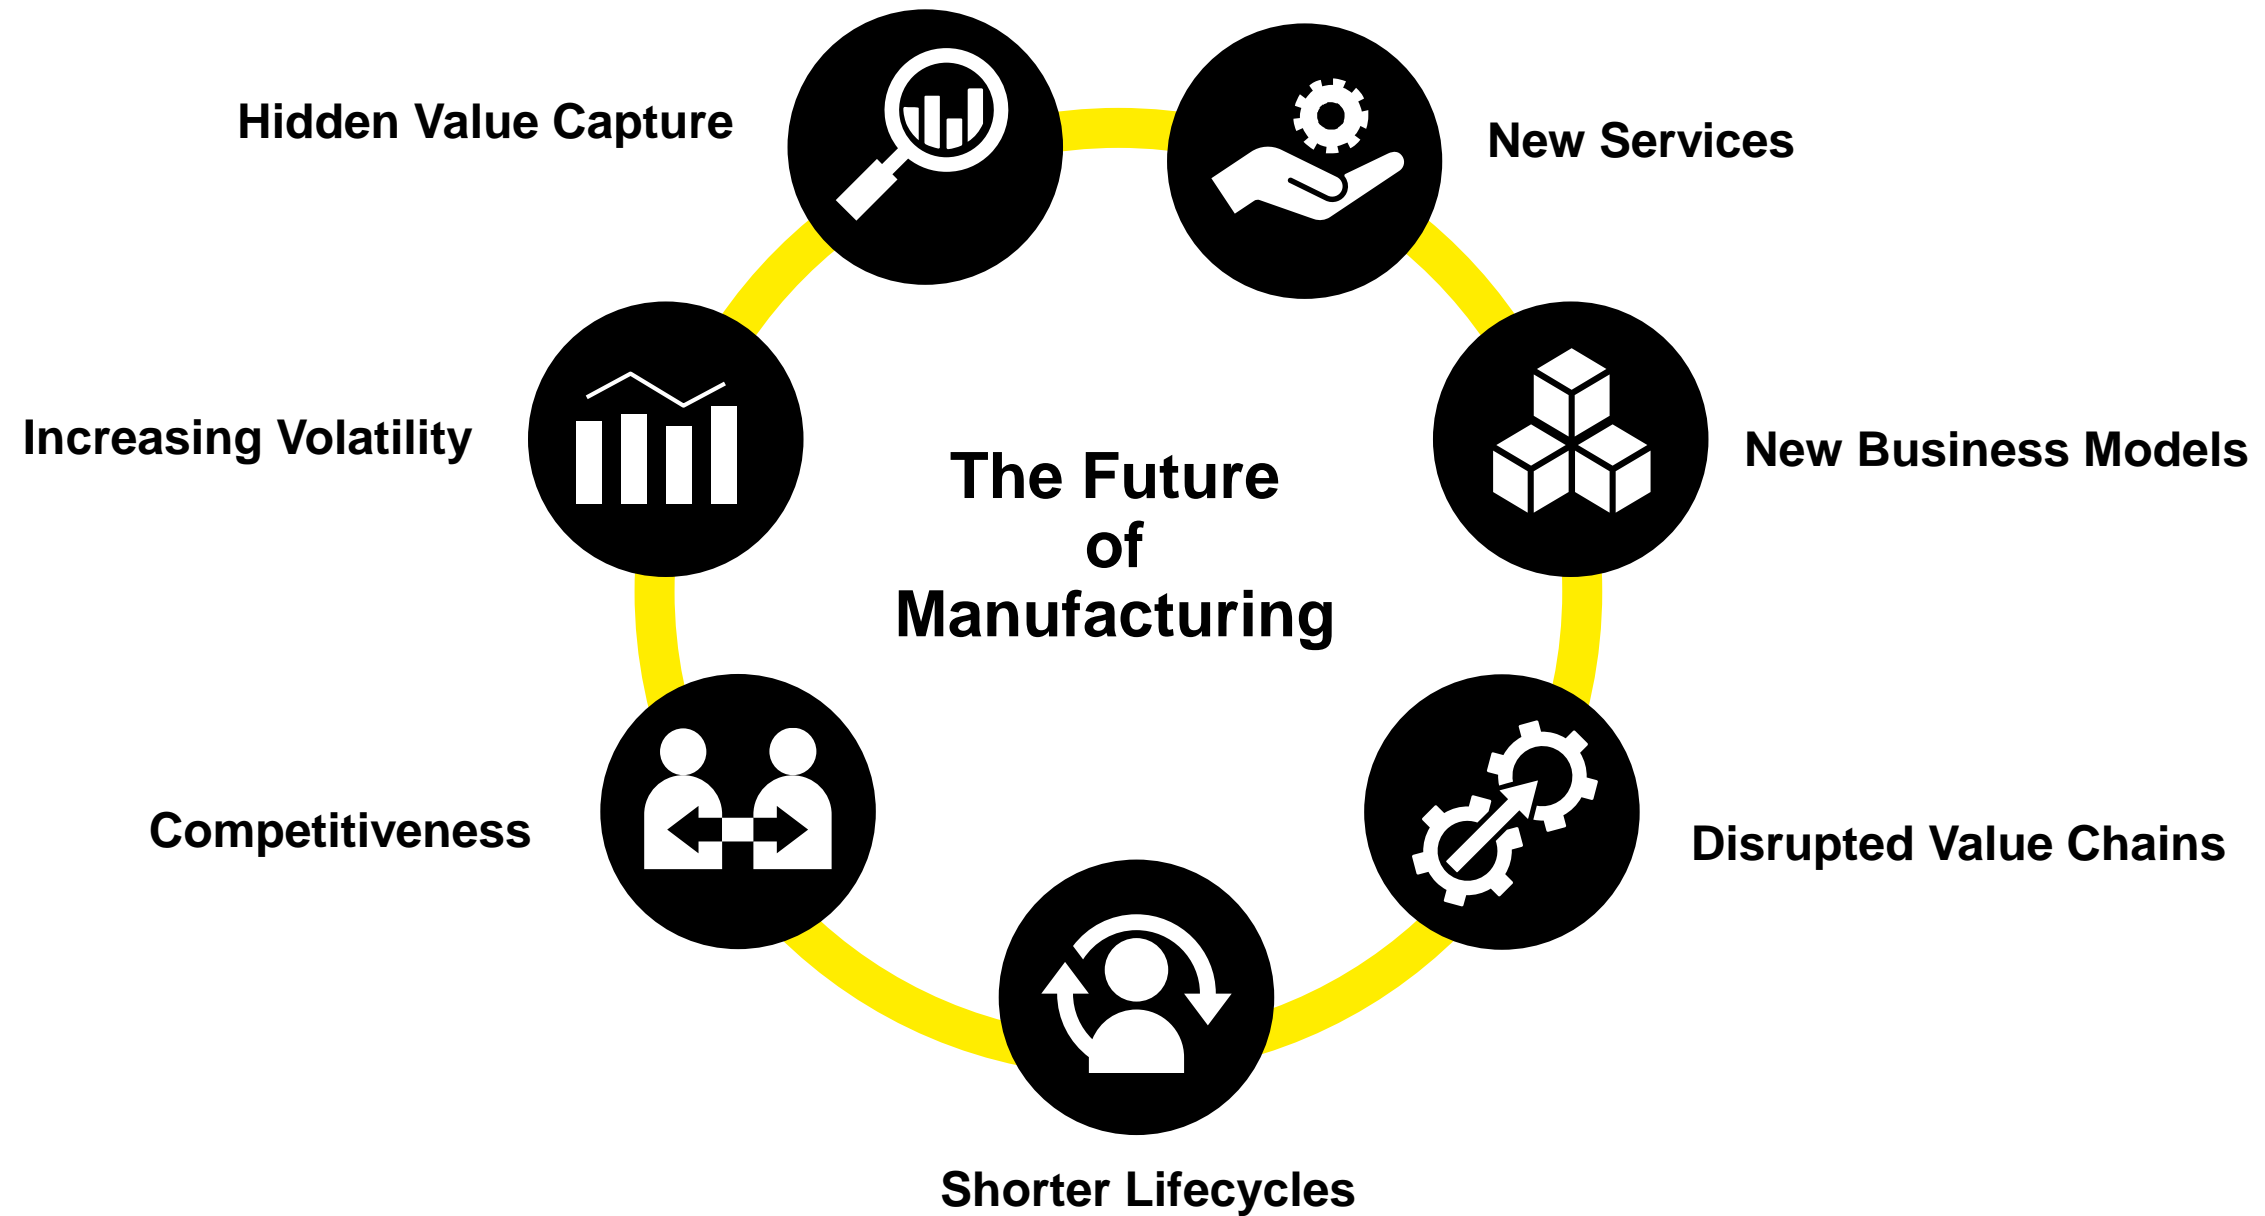 Hidden Value Capture
New Services
Increasing Volatility
New Business Models
The Future
of
Manufacturing
Competitiveness
Disrupted Value Chains
Shorter Lifecycles